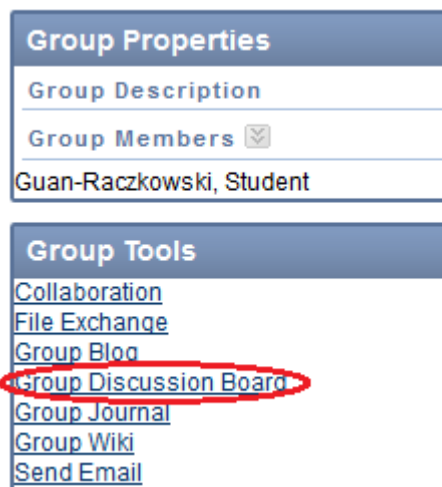 Group Properties
Group Description
Group Members
Guan-Raczkowski, Student
Group Tools
Collaboration
File Exchange
Group Blog
Group Discussion Board
Group Journal
Group Wiki
Send Email